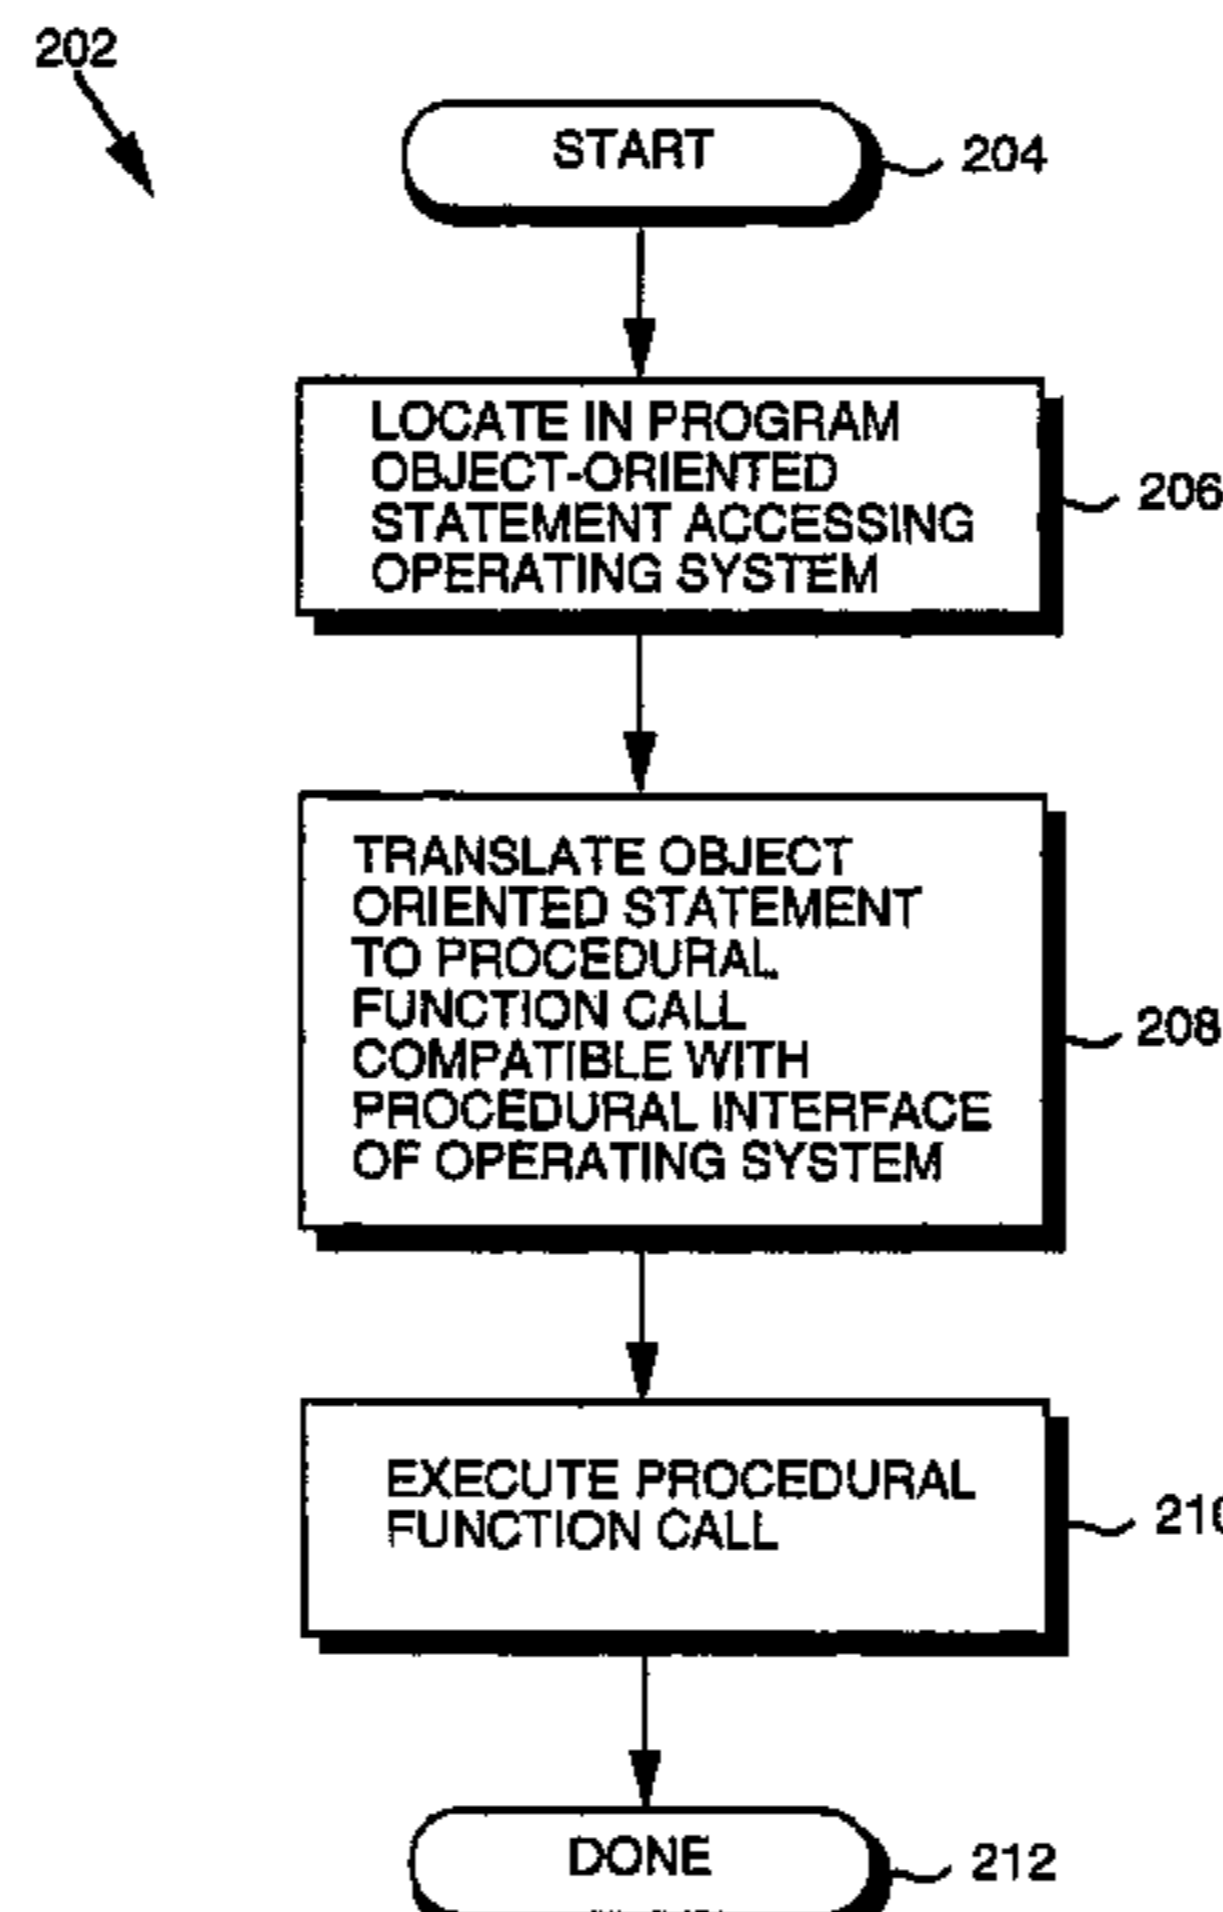 202
START
204
LOCATE IN PROGRAM
OBJECT-ORIENTED
STATEMENT ACCESSING
OPERATING SYSTEM
206
TRANSLATE OBJECT
ORIENTED STATEMENT
TO PROCEDURAL
FUNCTION CALL
COMPATIBLE WITH
PROCEDURAL INTERFACE
OF OPERATING SYSTEM
208
EXECUTE PROCEDURAL
FUNCTION CALL
210
DONE
212